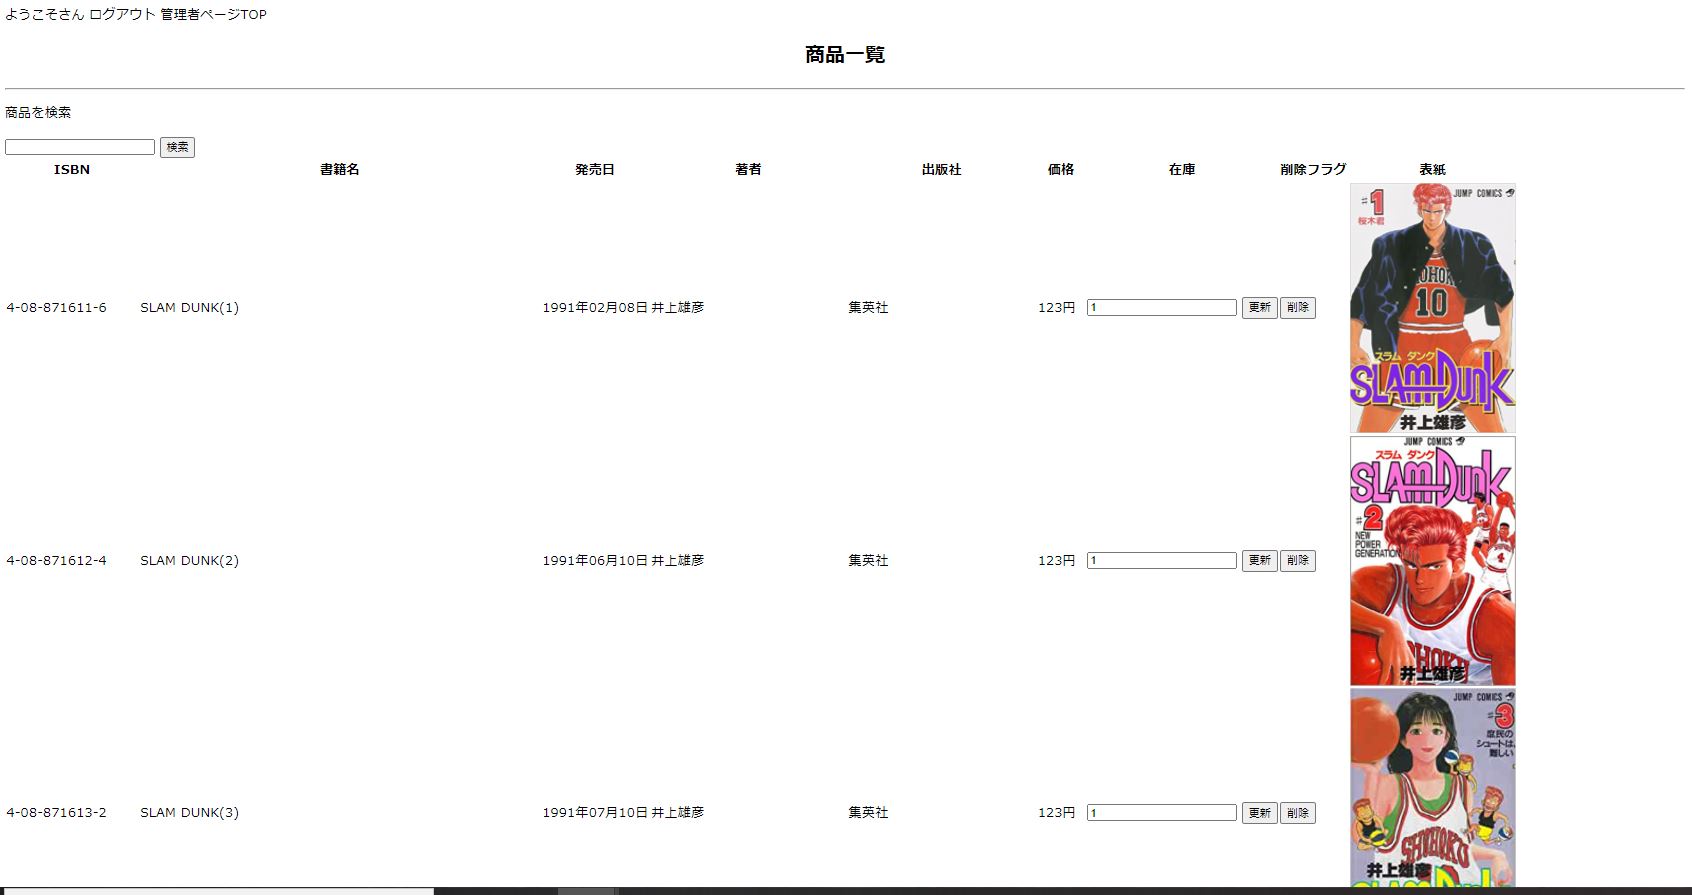 ようこそさん ログアウト 管理者ページTOP
商品一覧
商品を検索
検索
ISBN 書籍名 発売日 著者 出版社 価格 在庫 削除フラグ 表紙
JUMP COMICS
#1
桜木君
SHOHOKU
10
4-08-871611-6 SLAM DUNK(1) 1991年02月08日 井上雄彦 集英社 123円 1 更新 削除
スラム ダンク
SLAM DUNK
井上雄彦
JUMP COMICS
スラム ダンク
SLAM DUNK
#2
NEW
POWER
GENERATION
4
4-08-871612-4 SLAM DUNK(2) 1991年06月10日 井上雄彦 集英社 123円 1 更新 削除
SHOHOKU
井上雄彦
JUMP COMICS
#3
庶民の
シュートは、
難しい
4-08-871613-2 SLAM DUNK(3) 1991年07月10日 井上雄彦 集英社 123円 1 更新 削除
SHOHOKU
井上雄彦